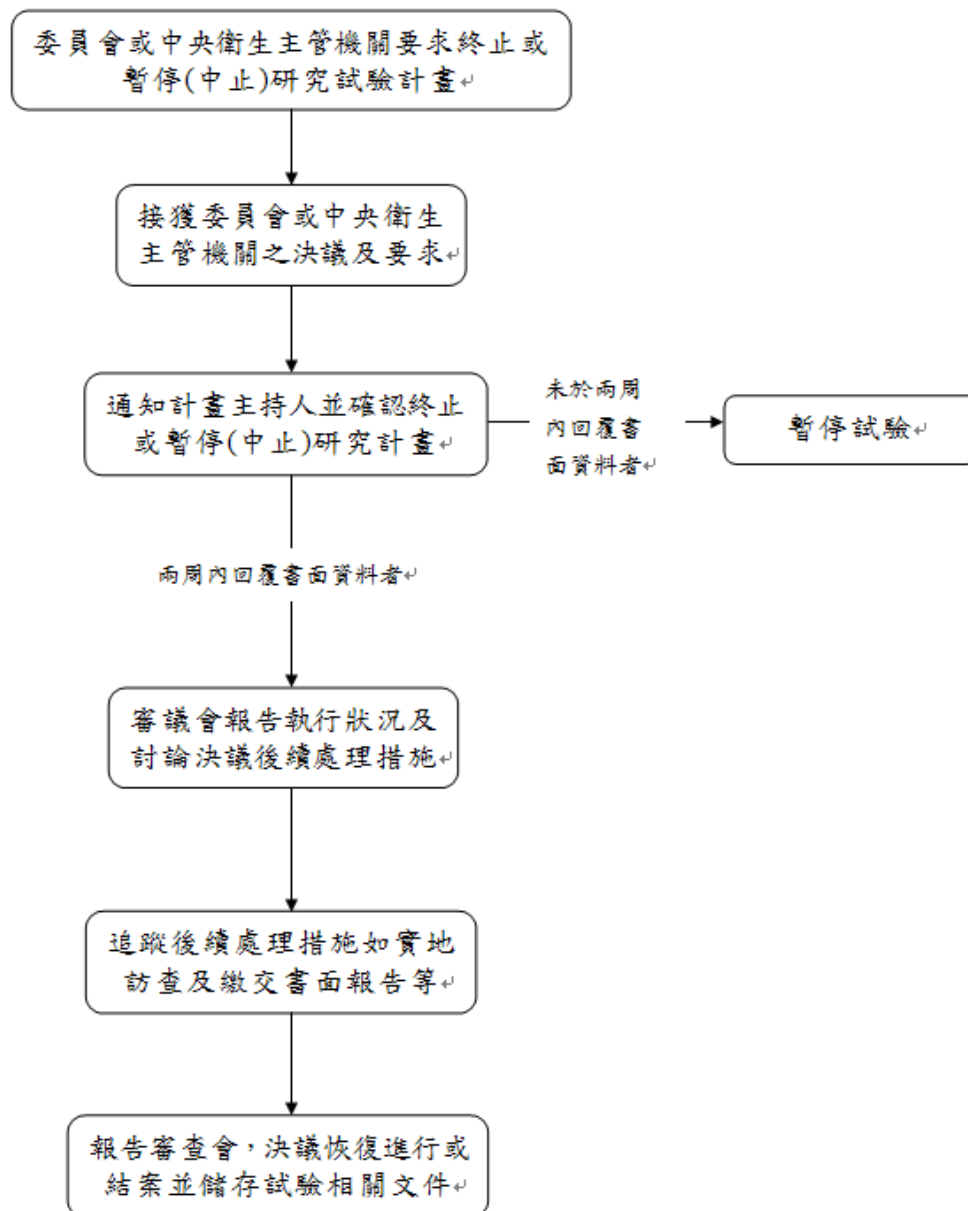 委員會或中央衛生主管機關要求終止或
暫停(中止)研究試驗計畫↵
接獲委員會或中央衛生
主管機關之決議及要求↵
通知計畫主持人並確認終止
或暫停(中止)研究計畫↵
未於兩周
內回覆書
面資料者↵
暫停試驗↵
兩周內回覆書面資料者↵
審議會報告執行狀況及
討論決議後續處理措施↵
追蹤後續處理措施如實地
訪查及繳交書面報告等↵
報告審查會，決議恢復進行或
結案並儲存試驗相關文件↵